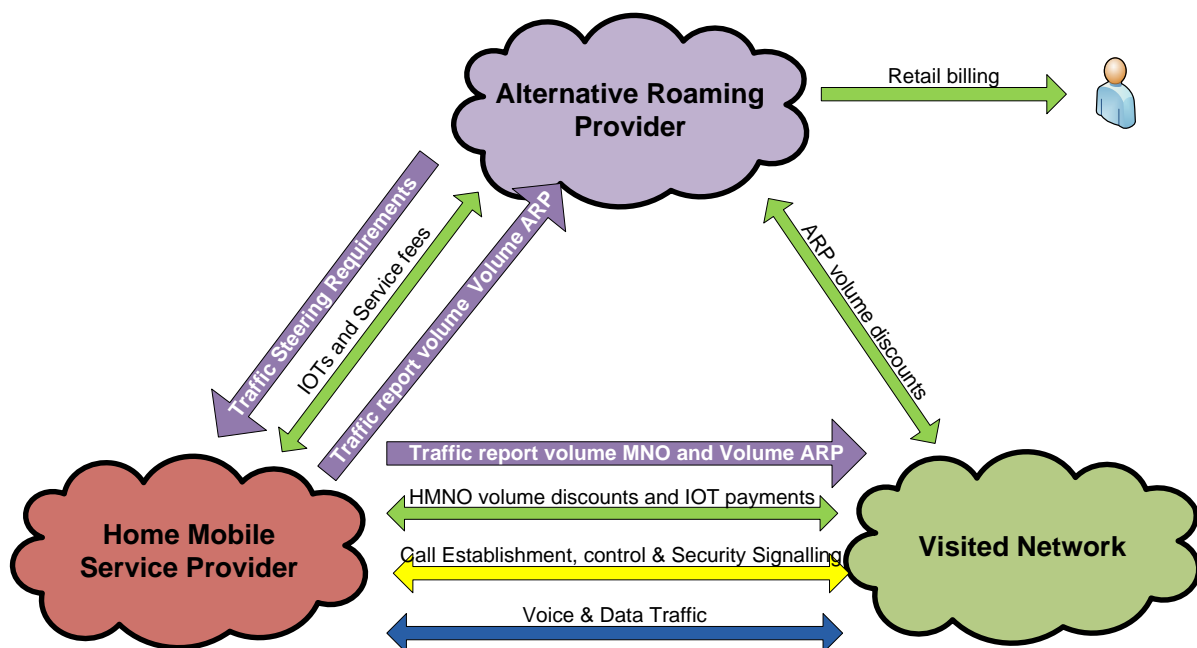 Retail billing
Alternative Roaming
Provider
Traffic Steering Requirements
IOTs and Service fees
Traffic report volume Volume ARP
ARP volume discounts
Traffic report volume MNO and Volume ARP
HMNO volume discounts and IOT payments
Home Mobile
Service Provider
Call Establishment, control & Security Signalling
Visited Network
Voice & Data Traffic